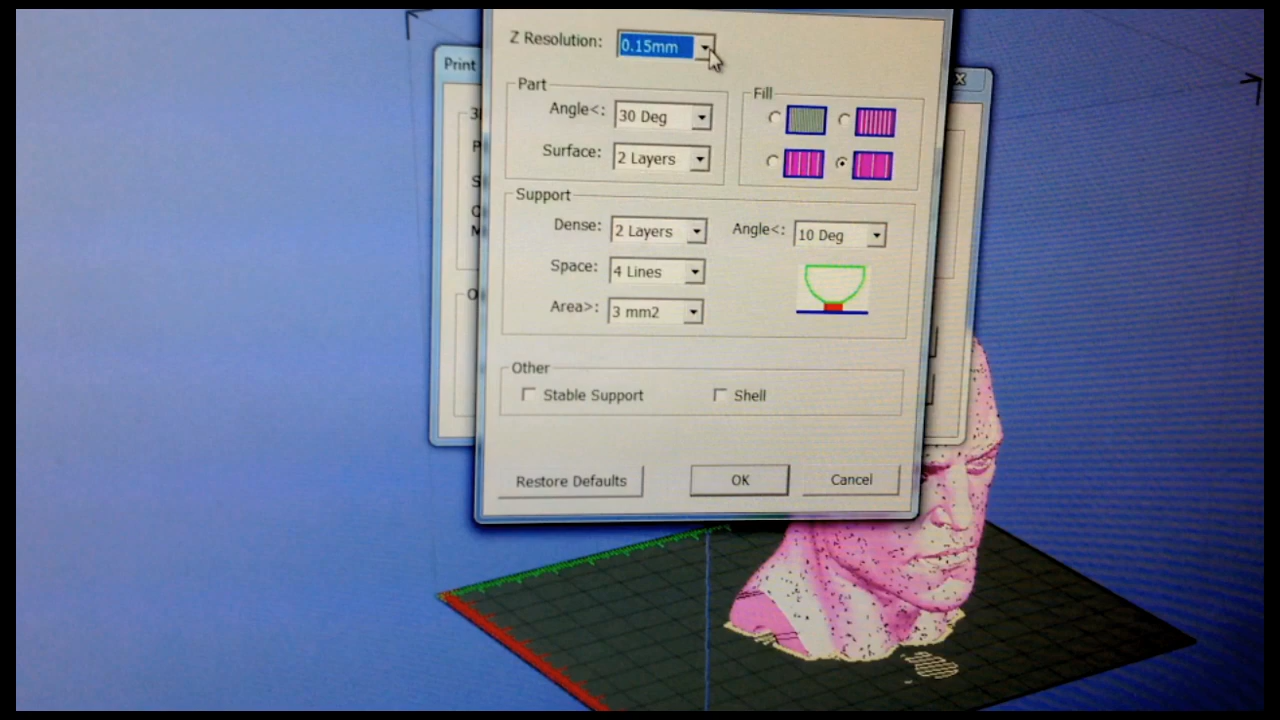 Z Resolution: 0.15mm
Print
Part
Fill
Angle<: 30 Deg
Surface: 2 Layers
Support
Dense: 2 Layers Angle<: 10 Deg
Space: 4 Lines
Area>: 3 mm2
Other
Stable Support Shell
Restore Defaults OK Cancel